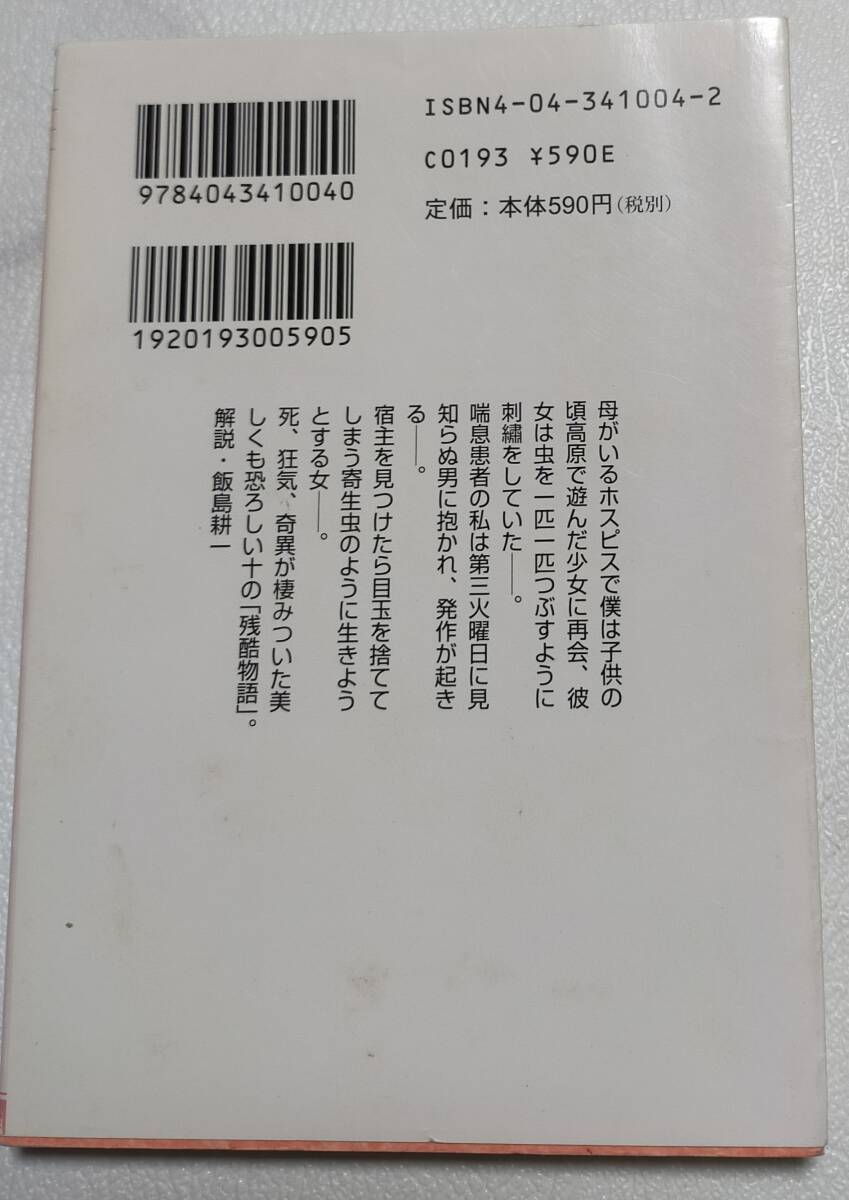 ISBN4-04-341004-2
C0193 ¥590E
定価：本体590円（税別）
9784043410040
1920193005905
母がいるホスピスで僕は子供の
頃高原で遊んだ少女に再会、彼
女は虫を一匹一匹つぶすように
刺繡をしていた――。
喘息患者の私は第三火曜日に見
知らぬ男に抱かれ、発作が起き
る――。
宿主を見つけたら目玉を捨てて
しまう寄生虫のように生きよう
とする女――。
死、狂気、奇異が棲みついた美
しくも恐ろしい十の「残酷物語」。
解説・飯島耕一